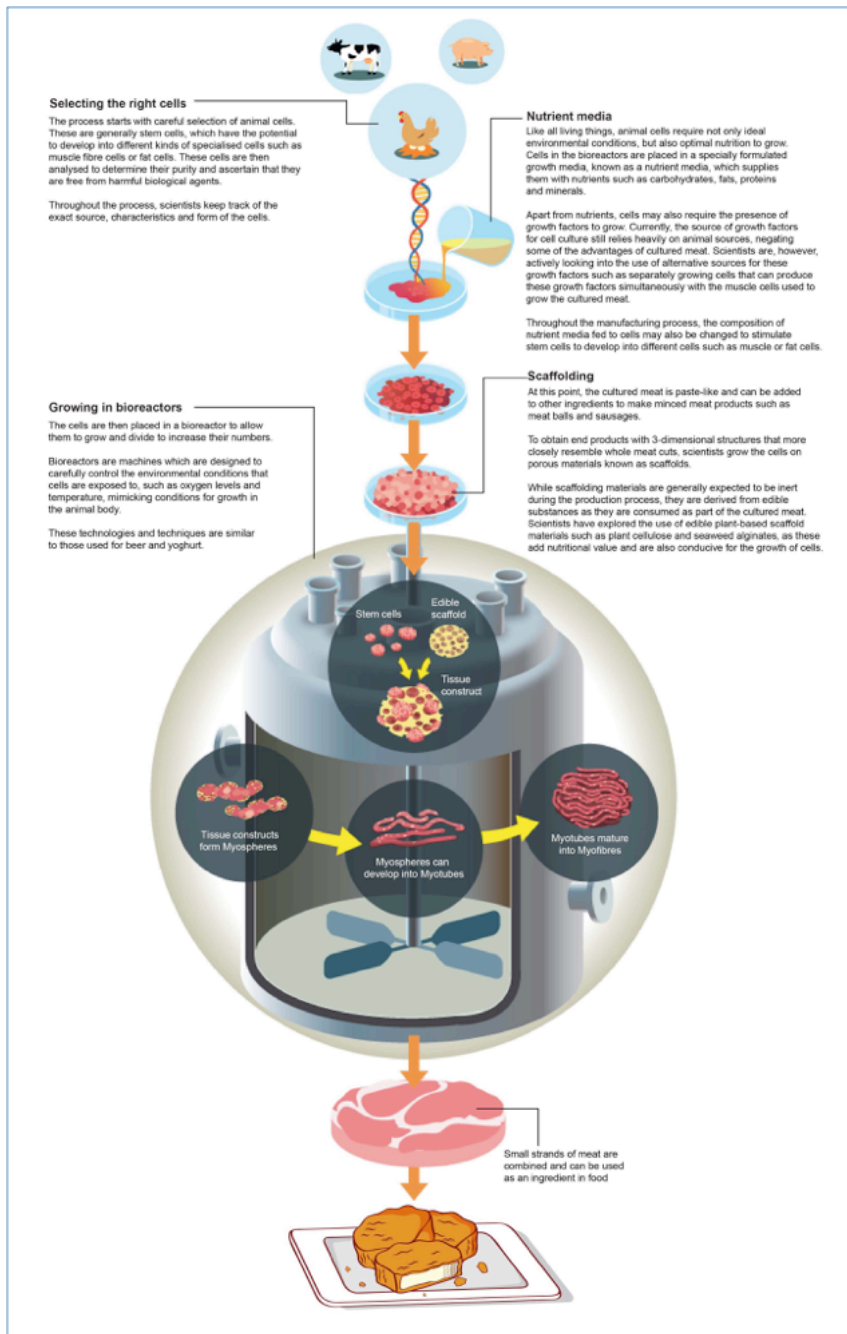 Selecting the right cells
The process starts with careful selection of animal cells.
These are generally stem cells, which have the potential
to develop into different kinds of specialised cells such as
muscle fibre cells or fat cells. These cells are then
analysed to determine their purity and ascertain that they
are free from harmful biological agents.
Throughout the process, scientists keep track of the
exact source, characteristics and form of the cells.
Nutrient media
Like all living things, animal cells require not only ideal
environmental conditions, but also optimal nutrition to grow.
Cells in the bioreactors are placed in a specially formulated
growth media, known as a nutrient media, which supplies
them with nutrients such as carbohydrates, fats, proteins
and minerals.
Apart from nutrients, cells may also require the presence of
growth factors to grow. Currently, the source of growth factors
for cell culture still relies heavily on animal sources, negating
some of the advantages of cultured meat. Scientists are, however,
actively looking into the use of alternative sources for these
growth factors such as separately growing cells that can produce
these growth factors simultaneously with the muscle cells used to
grow the cultured meat.
Throughout the manufacturing process, the composition of
nutrient media fed to cells may also be changed to stimulate
stem cells to develop into different cells such as muscle or fat cells.
Growing in bioreactors
The cells are then placed in a bioreactor to allow
them to grow and divide to increase their numbers.
Bioreactors are machines which are designed to
carefully control the environmental conditions that
cells are exposed to, such as oxygen levels and
temperature, mimicking conditions for growth in
the animal body.
These technologies and techniques are similar
to those used for beer and yoghurt.
Scaffolding
At this point, the cultured meat is paste-like and can be added
to other ingredients to make minced meat products such as
meat balls and sausages.
To obtain end products with 3-dimensional structures that more
closely resemble whole meat cuts, scientists grow the cells on
porous materials known as scaffolds.
While scaffolding materials are generally expected to be inert
during the production process, they are derived from edible
substances as they are consumed as part of the cultured meat.
Scientists have explored the use of edible plant-based scaffold
materials such as plant cellulose and seaweed alginates, as these
add nutritional value and are also conducive for the growth of cells.
Stem cells
Edible
scaffold
Tissue
construct
Tissue constructs
form Myospheres
Myospheres can
develop into Myotubes
Myotubes mature
into Myofibres
Small strands of meat are
combined and can be used
as an ingredient in food